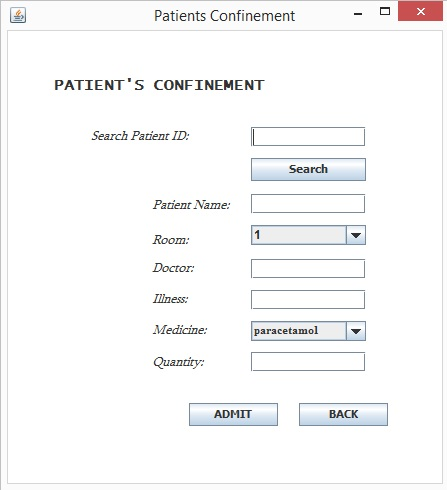 Patients Confinement
PATIENT'S CONFINEMENT
Search Patient ID:
Search
Patient Name:
Room: 1
Doctor:
Illness:
Medicine: paracetamol
Quantity:
ADMIT BACK